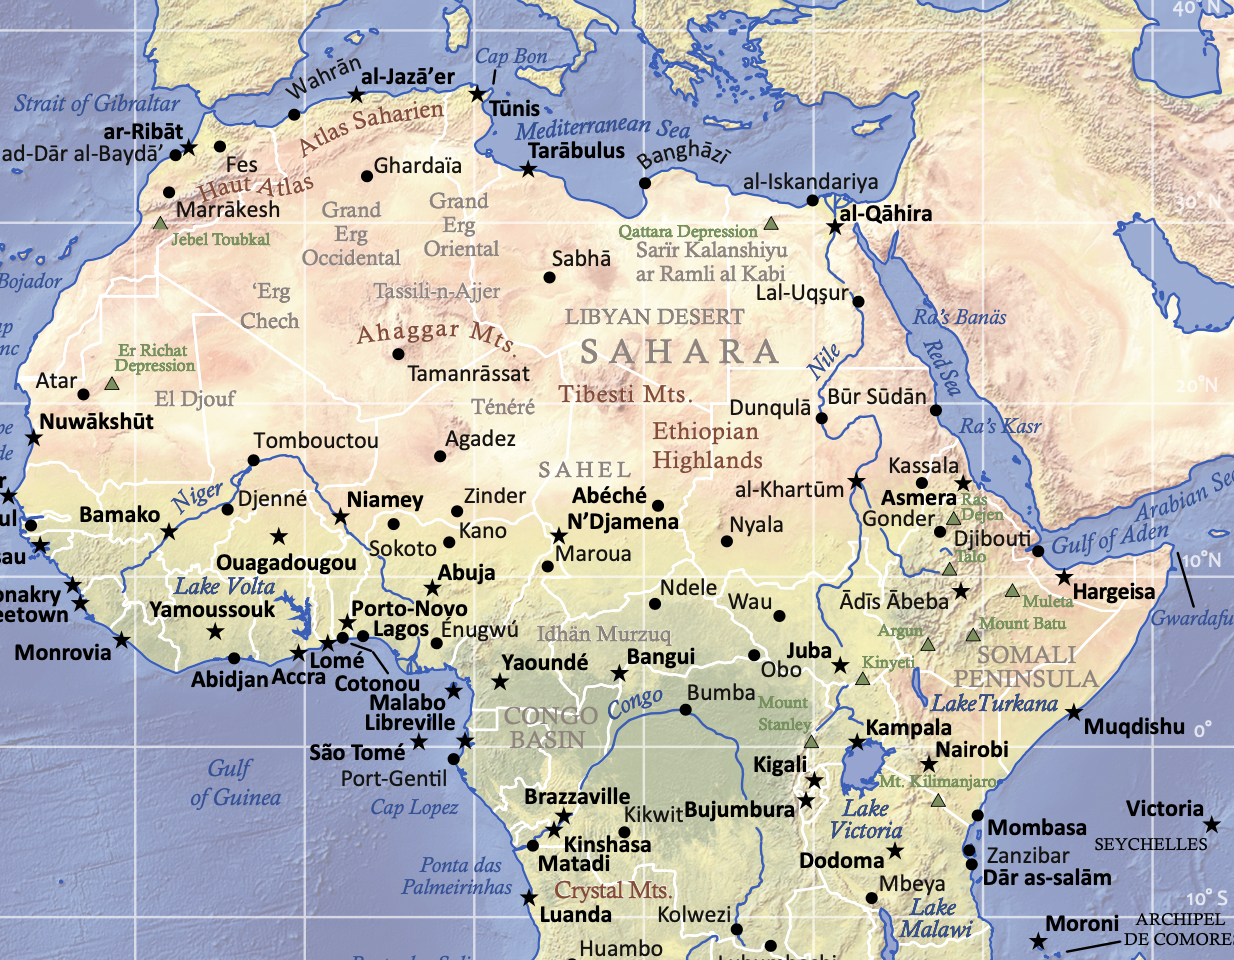 40° N
Wahrān
al-Jazā'er
Cap Bon
Strait of Gibraltar
Tūnis
ar-Ribāt
Atlas Saharien
Mediterranean Sea
ad-Dār al-Baydā'
Fes
Ghardaïa
Tarābulus
Banghāzī
Haut Atlas
al-Iskandariya
Marrākesh
Grand
Erg
Occidental
Grand
Erg
Oriental
30° N
al-Qāhira
Jebel Toubkal
Qattara Depression
Sarīr Kalanshiyu
ar Ramli al Kabi
Bojador
Sabhā
'Erg
Chech
Tassili-n-Ajjer
Lal-Uqşur
LIBYAN DESERT
Ra's Banäs
Ahaggar Mts.
SAHARA
Nile
Red Sea
Er Richat
Depression
Atar
Tamanrāssat
El Djouf
Ténéré
Tibesti Mts.
20°N
Dunqulā
Būr Sūdān
Nuwākshūt
Ra's Kasr
Tombouctou
Agadez
Ethiopian
Highlands
SAHEL
Kassala
Arabian Se
Niger
Djenné
Niamey
Zinder
Abéché
al-Khartūm
Asmera
Ras
Dejen
Bamako
Kano
N'Djamena
Nyala
Gonder
Djibouti
Gulf of Aden
Sokoto
Maroua
Talo
10°N
Ouagadougou
Abuja
Lake Volta
Ndele
Wau
Ādīs Ābeba
Muleta
Hargeisa
onakry
eetown
Yamoussouk
Porto-Novo
Lagos
Énugwú
Idhān Murzuq
Argun
Mount Batu
Gwardafu
Monrovia
Yaoundé
Bangui
Obo
Juba
Kinyeti
SOMALI
PENINSULA
Abidjan
Accra
Lomé
Cotonou
Malabo
Libreville
Congo
Bumba
Mount
Stanley
Lake Turkana
CONGO
BASIN
Kampala
Muqdishu
0°
São Tomé
Nairobi
Port-Gentil
Kigali
Gulf
of Guinea
Mt. Kilimanjaro
Cap Lopez
Brazzaville
Kikwit
Bujumbura
Lake
Victoria
Victoria
Mombasa
SEYCHELLES
Kinshasa
Matadi
Zanzibar
Ponta das
Palmeirinhas
Dodoma
Dār as-salām
Crystal Mts.
Mbeya
10° S
Luanda
Kolwezi
Lake
Malawi
Moroni
ARCHIPEL
DE COMORE
Huambo